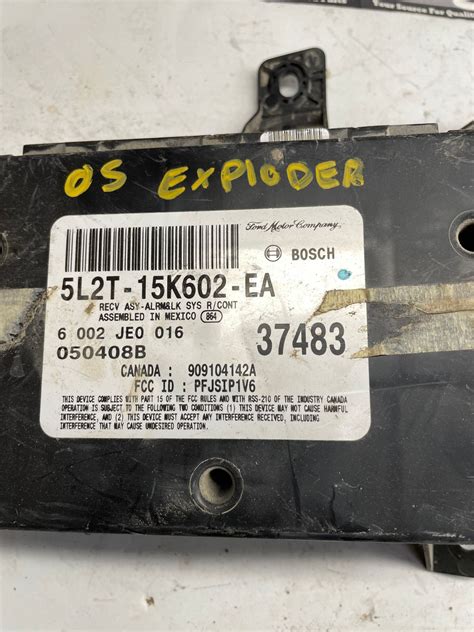 Your Source For Quality
05 EXPLODER
Ford Motor Company
BOSCH
5L2T-15K602-EA
RECV ASY-ALRM&LK SYS R/CONT
ASSEMBLED IN MEXICO 864
37483
6 002 JE0 016
050408B
CANADA : 909104142A
FCC ID : PFJSIP1V6
THIS DEVICE COMPLIES WITH PART 15 OF THE FCC RULES AND WITH RSS-210 OF THE INDUSTRY CANADA
OPERATION IS SUBJECT TO THE FOLLOWING TWO CONDITIONS (1) THIS DEVICE MAY NOT CAUSE HARMFUL
INTERFERENCE, AND (2) THIS DEVICE MUST ACCEPT ANY INTERFERENCE RECEIVED, INCLUDING
INTERFERENCE THAT MAY CAUSE UNDESIRED OPERATION.